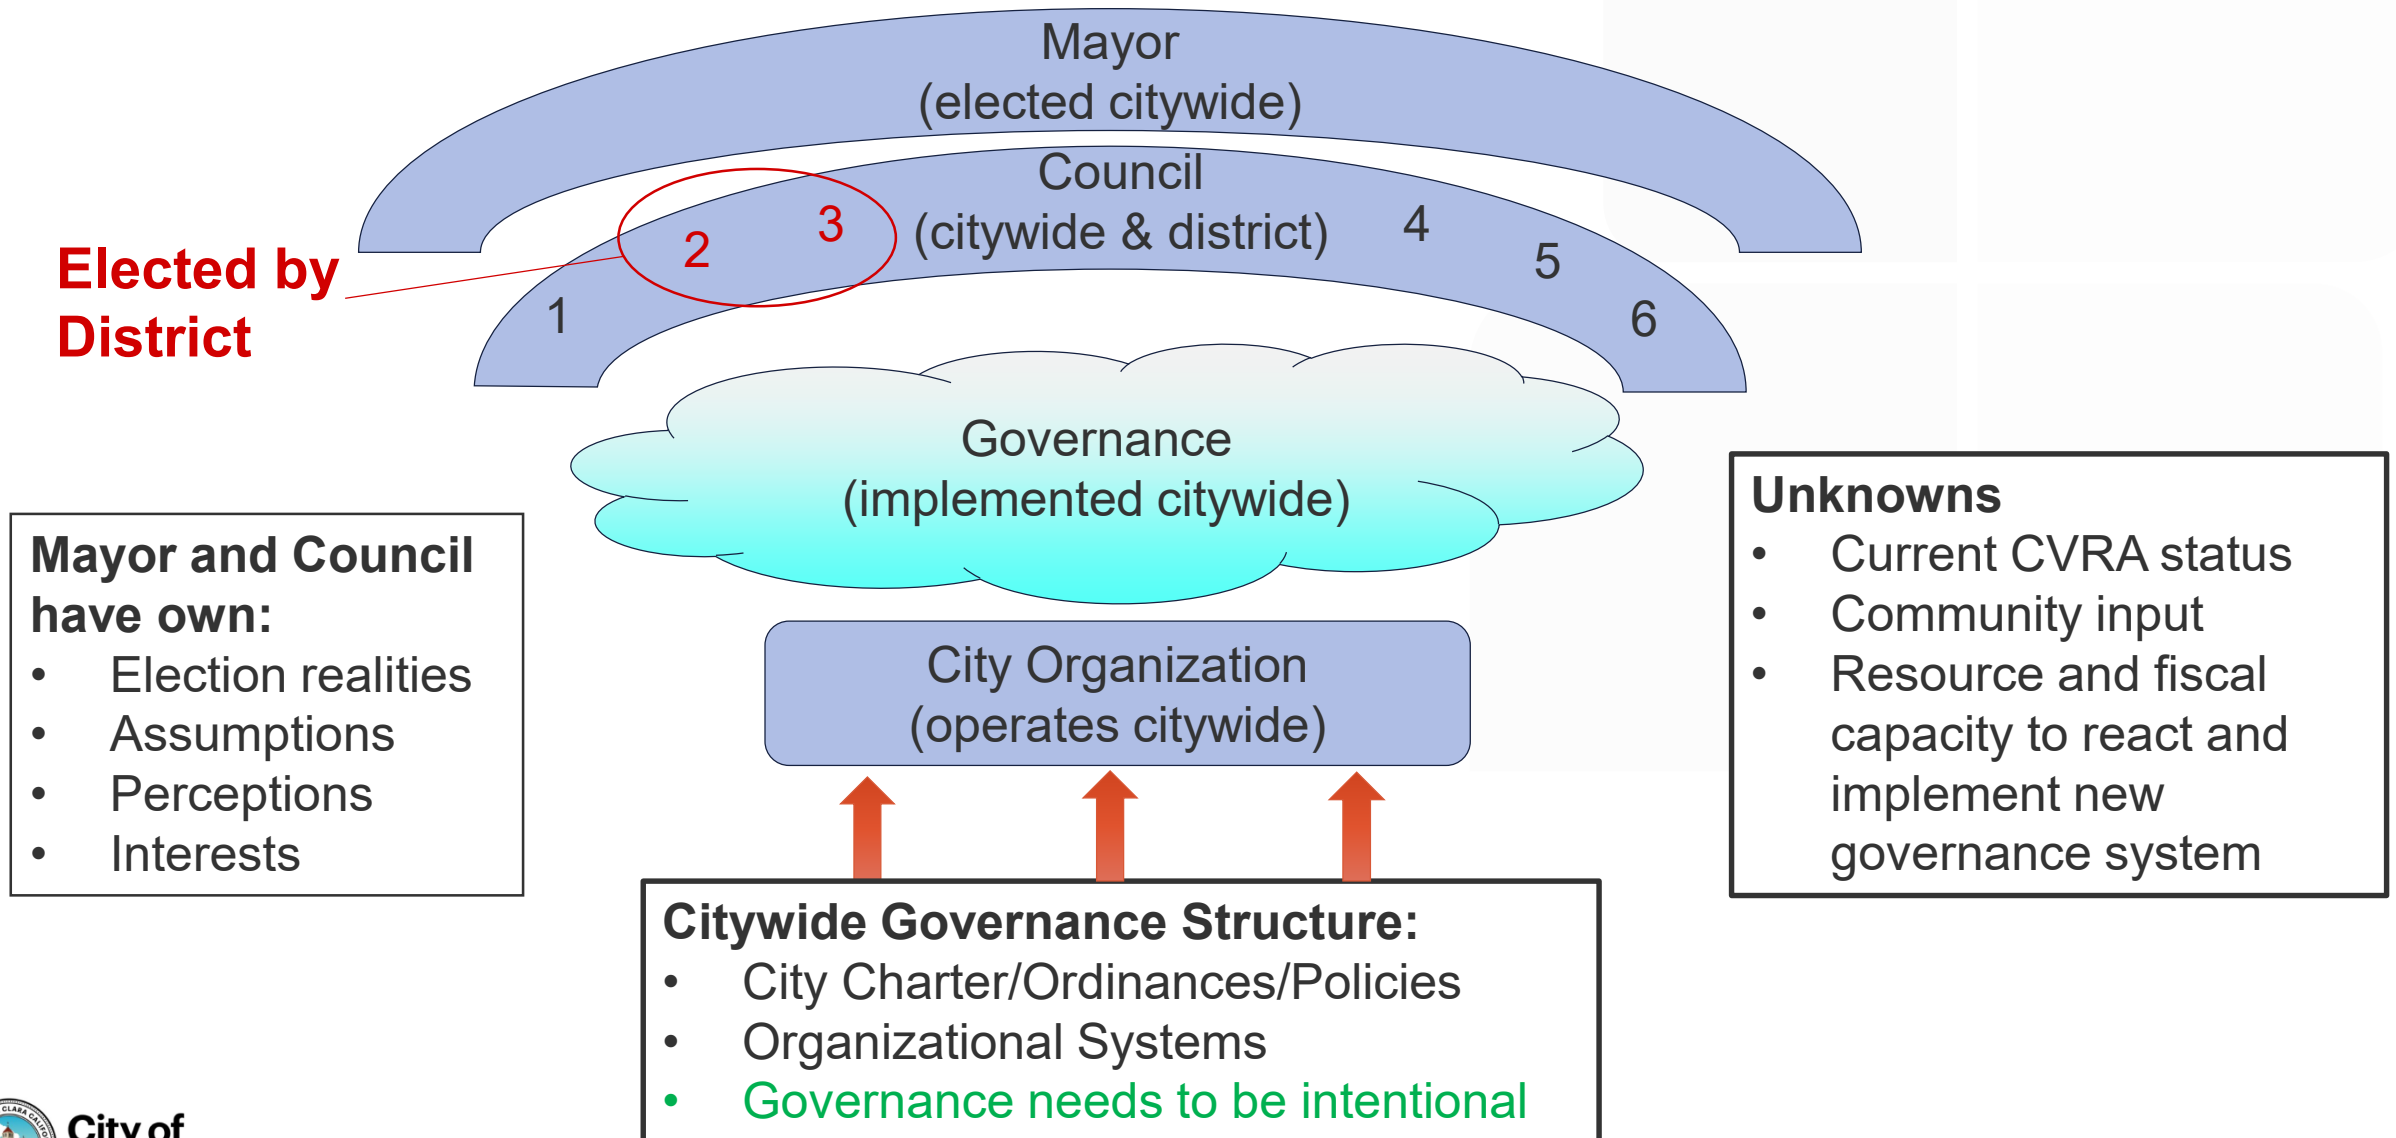 Mayor
(elected citywide)
Council
(citywide & district)
1
2
3
4
5
6
Elected by
District
Governance
(implemented citywide)
City Organization
(operates citywide)
Mayor and Council
have own:
• Election realities
• Assumptions
• Perceptions
• Interests
Unknowns
• Current CVRA status
• Community input
• Resource and fiscal
capacity to react and
implement new
governance system
Citywide Governance Structure:
• City Charter/Ordinances/Policies
• Organizational Systems
• Governance needs to be intentional
City of
CLARA